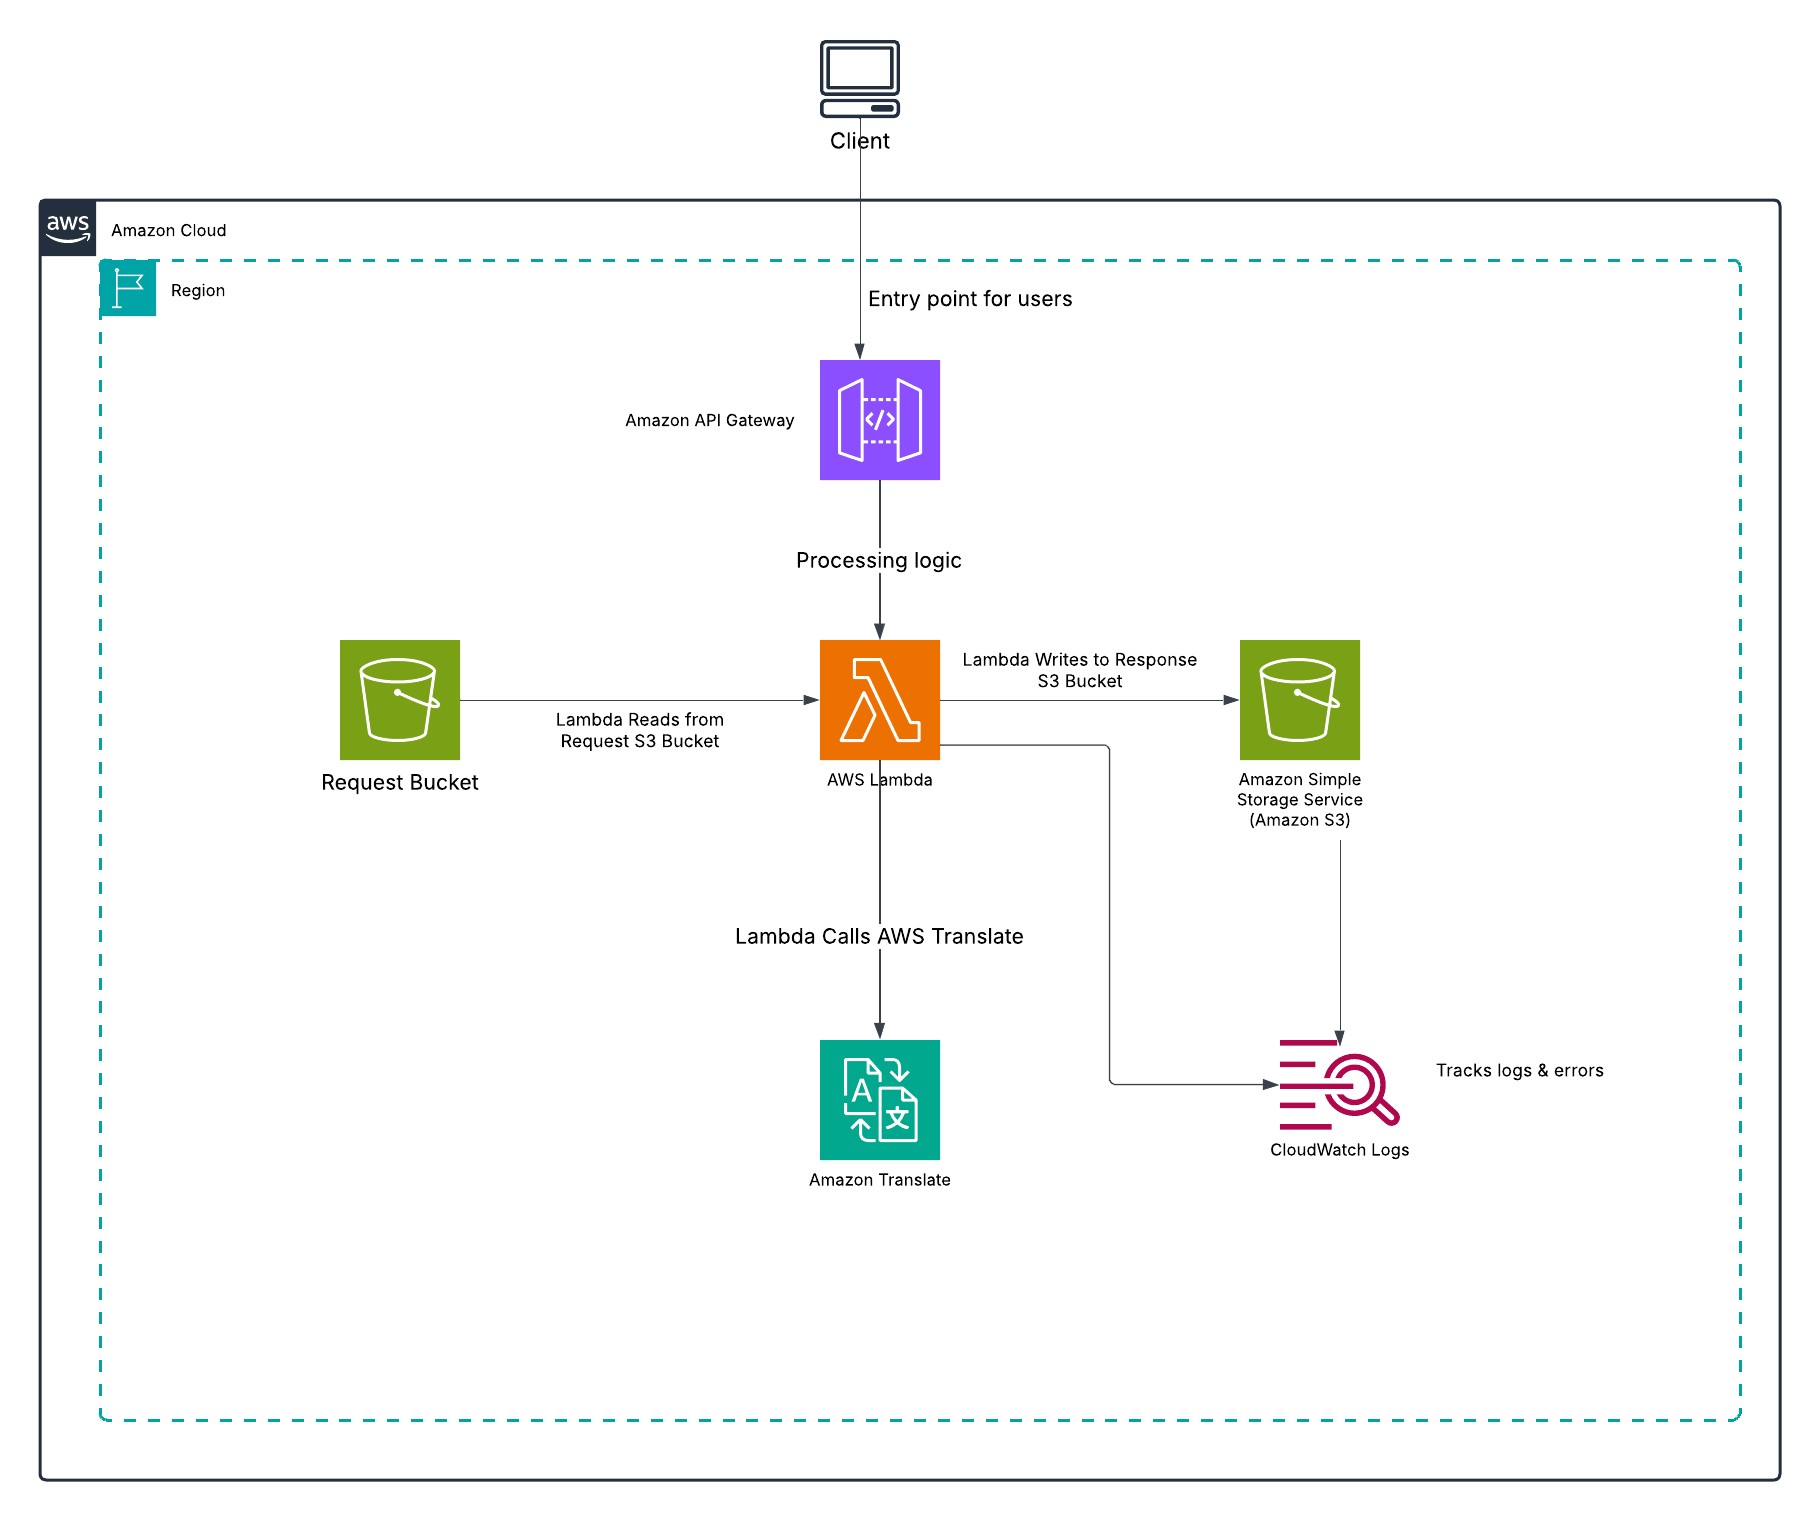 Client
aws
Amazon Cloud
Region
Entry point for users
Amazon API Gateway
</>
Processing logic
Lambda Writes to Response
S3 Bucket
Lambda Reads from
Request S3 Bucket
Request Bucket
AWS Lambda
Amazon Simple
Storage Service
(Amazon S3)
Lambda Calls AWS Translate
A
文
Tracks logs & errors
CloudWatch Logs
Amazon Translate